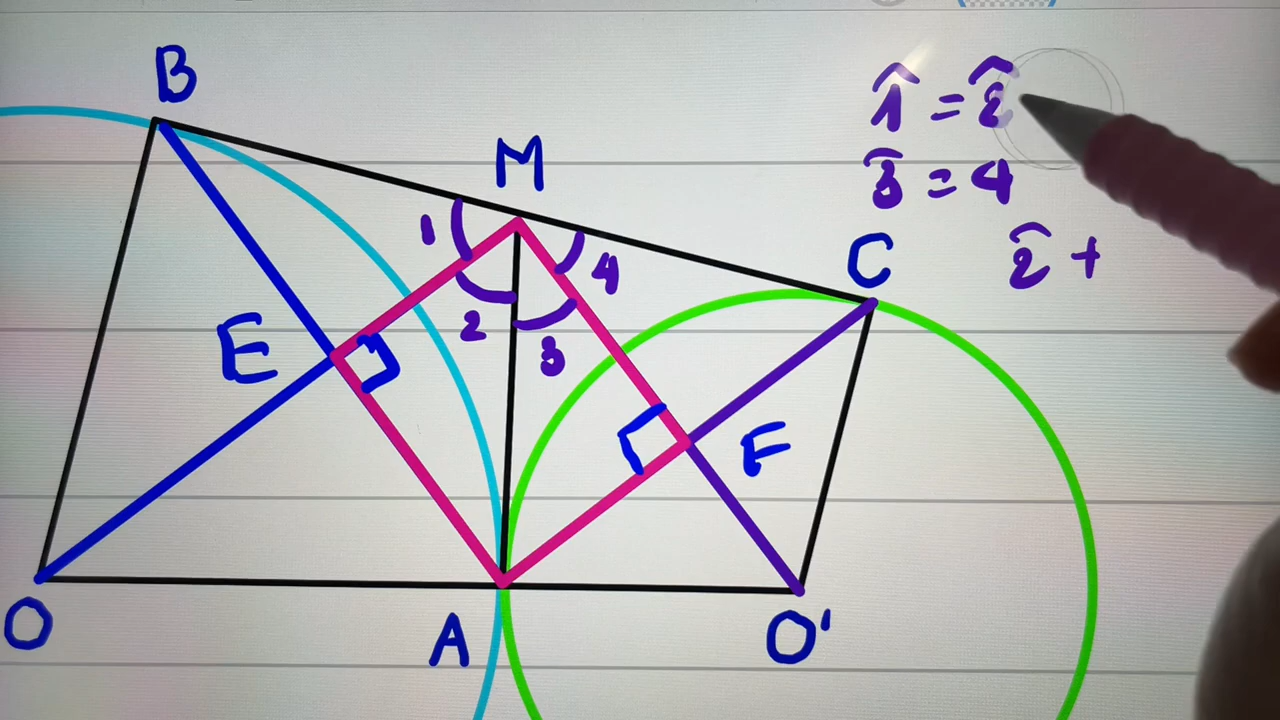 B
M
1̂ = 2̂
3̂ = 4
2̂ +
C
1
4
2
3
E
F
O
A
O'